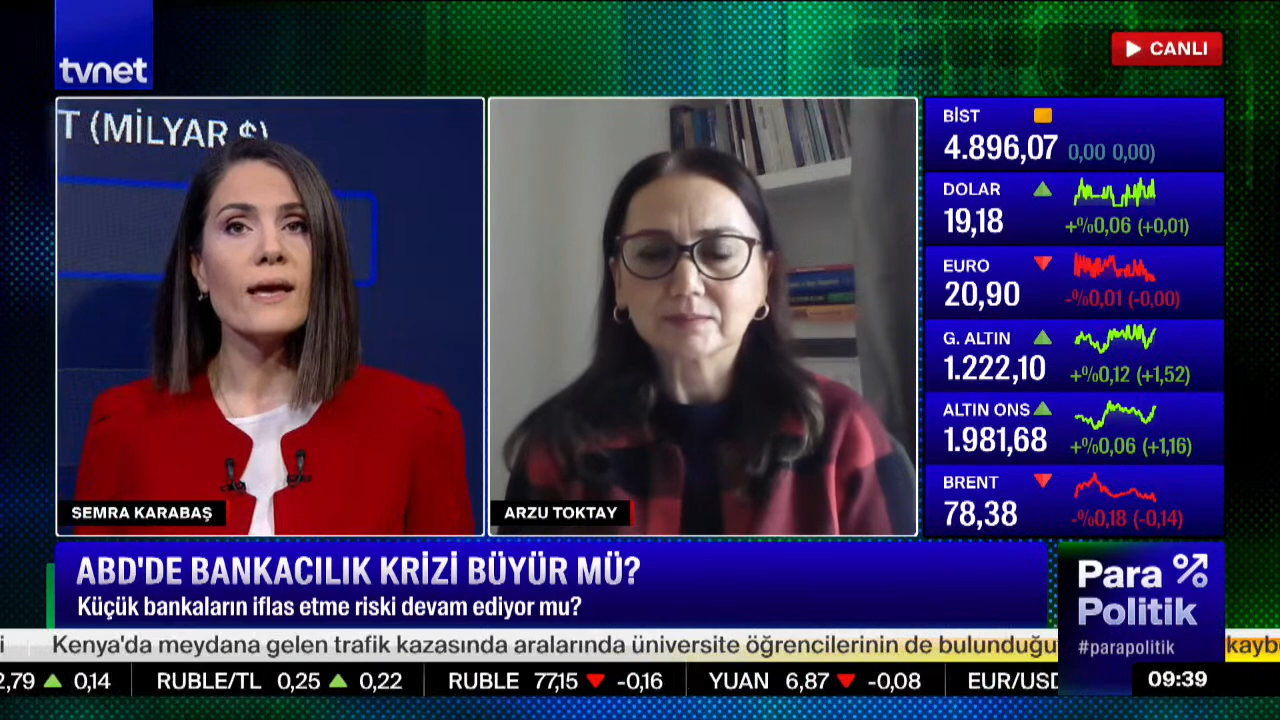 tvnet
CANLI
T (MİLYAR $)
SEMRA KARABAŞ
ARZU TOKTAY
BİST
4.896,07 0,00 0,00)
DOLAR
19,18 +%0,06 (+0,01)
EURO
20,90 -%0,01 (-0,00)
G. ALTIN
1.222,10 +%0,12 (+1,52)
ALTIN ONS
1.981,68 +%0,06 (+1,16)
BRENT
78,38 -%0,18 (-0,14)
ABD'DE BANKACILIK KRİZİ BÜYÜR MÜ?
Küçük bankaların iflas etme riski devam ediyor mu?
Para %
Politik
#parapolitik
i Kenya'da meydana gelen trafik kazasında aralarında üniversite öğrencilerinin de bulunduğu kaybe
2,79 0,14 RUBLE/TL 0,25 0,22 RUBLE 77,15 -0,16 YUAN 6,87 -0,08 EUR/USD
09:39